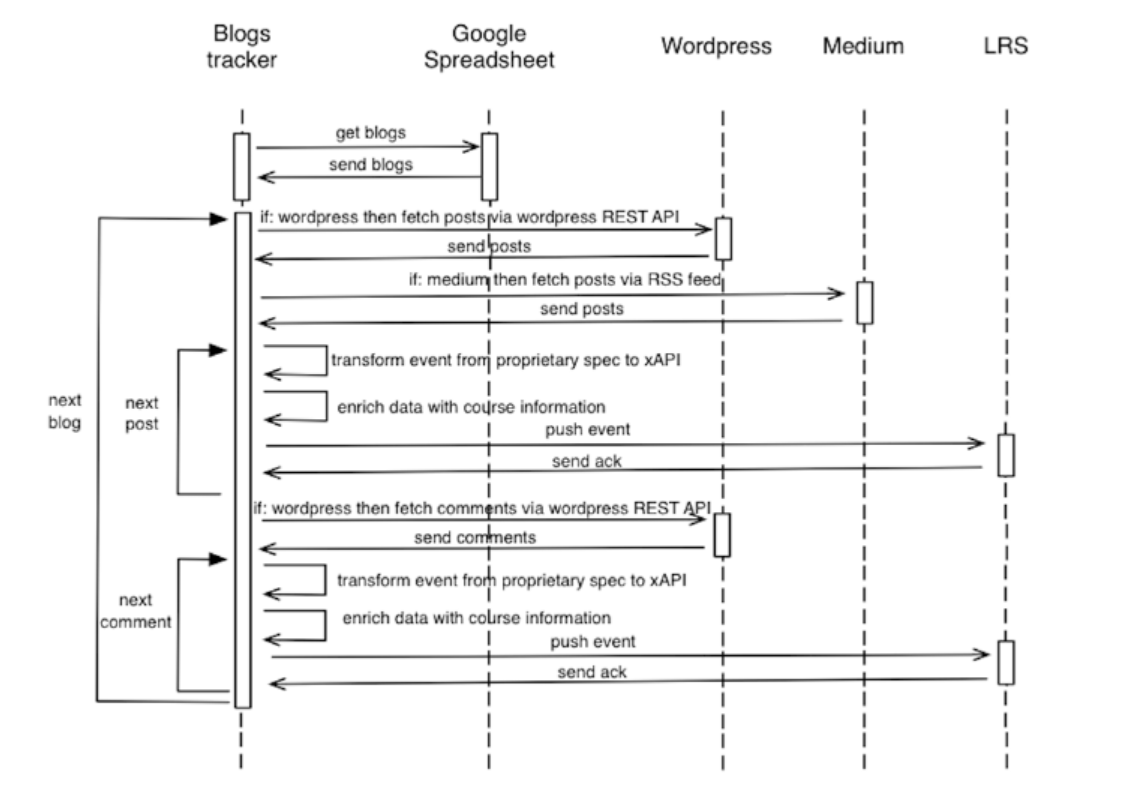 Blogs
tracker
Google
Spreadsheet
Wordpress
Medium
LRS
get blogs
send blogs
if: wordpress then fetch posts via wordpress REST API
send posts
if: medium then fetch posts via RSS feed
send posts
transform event from proprietary spec to xAPI
next
blog
next
post
enrich data with course information
push event
send ack
if: wordpress then fetch comments via wordpress REST API
send comments
transform event from proprietary spec to xAPI
next
comment
enrich data with course information
push event
send ack